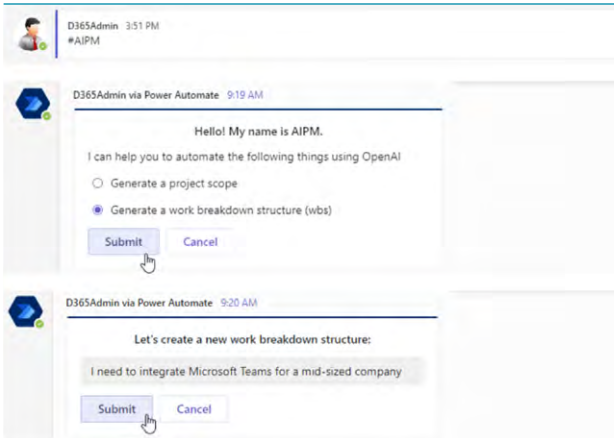 D365Admin 3:51 PM
#AIPM
D365Admin via Power Automate 9:19 AM
Hello! My name is AIPM.
I can help you to automate the following things using OpenAI
Generate a project scope
Generate a work breakdown structure (wbs)
Submit Cancel
D365Admin via Power Automate 9:20 AM
Let's create a new work breakdown structure:
I need to integrate Microsoft Teams for a mid-sized company
Submit Cancel